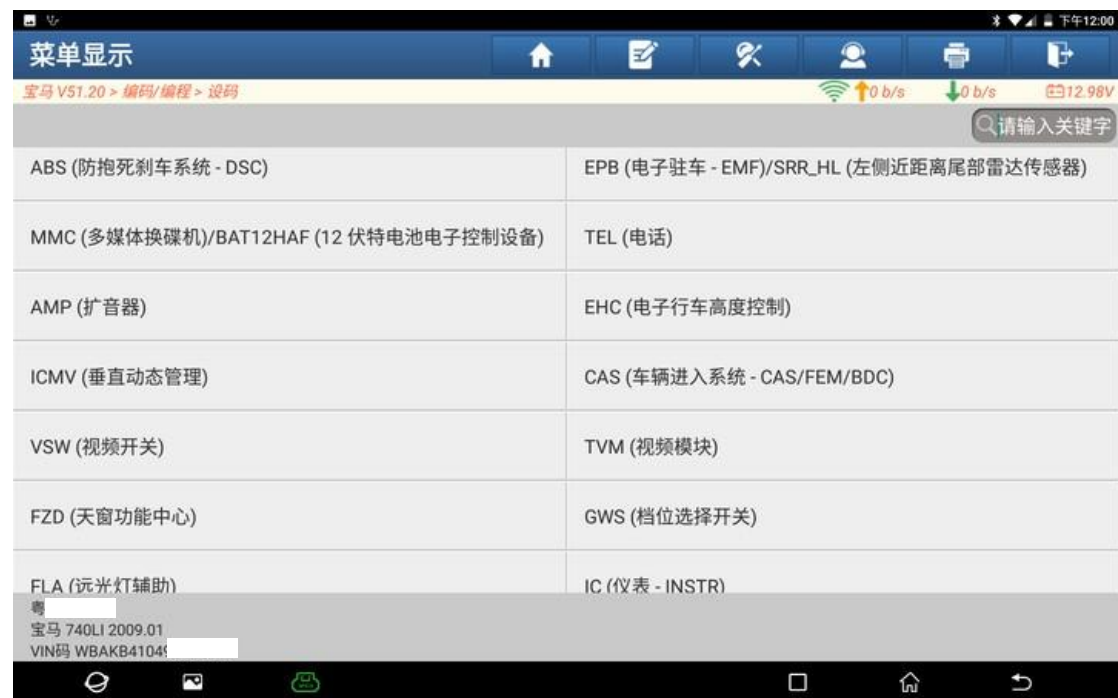 下午12:00
菜单显示
宝马 V51.20 > 编码/编程 > 设码
0 b/s 0 b/s 12.98V
请输入关键字
ABS (防抱死刹车系统 - DSC)
EPB (电子驻车 - EMF)/SRR_HL (左侧近距离尾部雷达传感器)
MMC (多媒体换碟机)/BAT12HAF (12 伏特电池电子控制设备)
TEL (电话)
AMP (扩音器)
EHC (电子行车高度控制)
ICMV (垂直动态管理)
CAS (车辆进入系统 - CAS/FEM/BDC)
VSW (视频开关)
TVM (视频模块)
FZD (天窗功能中心)
GWS (档位选择开关)
FLA (远光灯辅助)
IC (仪表 - INSTR)
粤
宝马 740LI 2009.01
VIN码 WBAKB4104